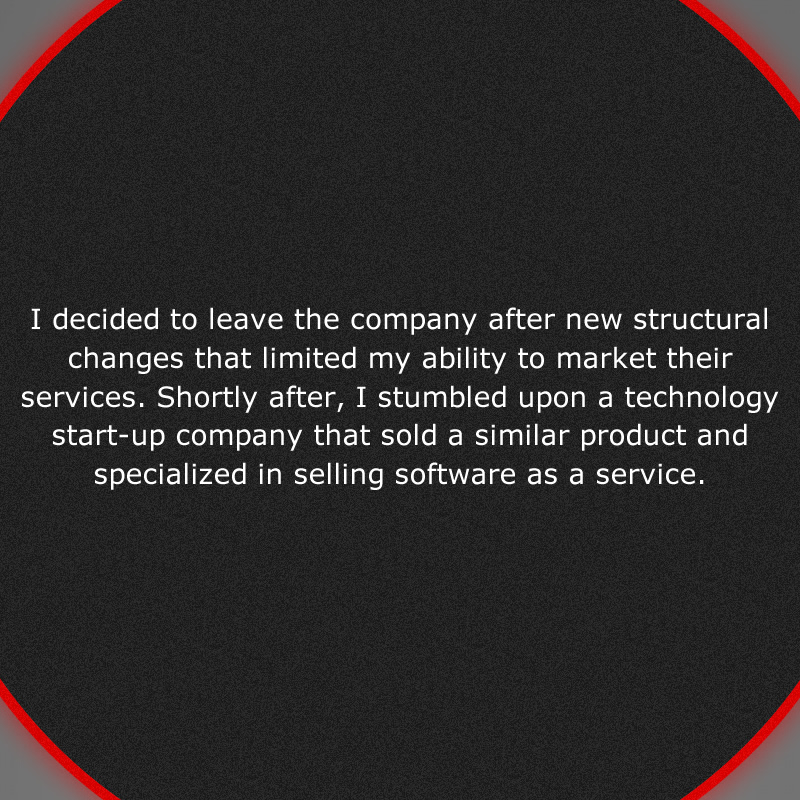 I decided to leave the company after new structural
changes that limited my ability to market their
services. Shortly after, I stumbled upon a technology
start-up company that sold a similar product and
specialized in selling software as a service.